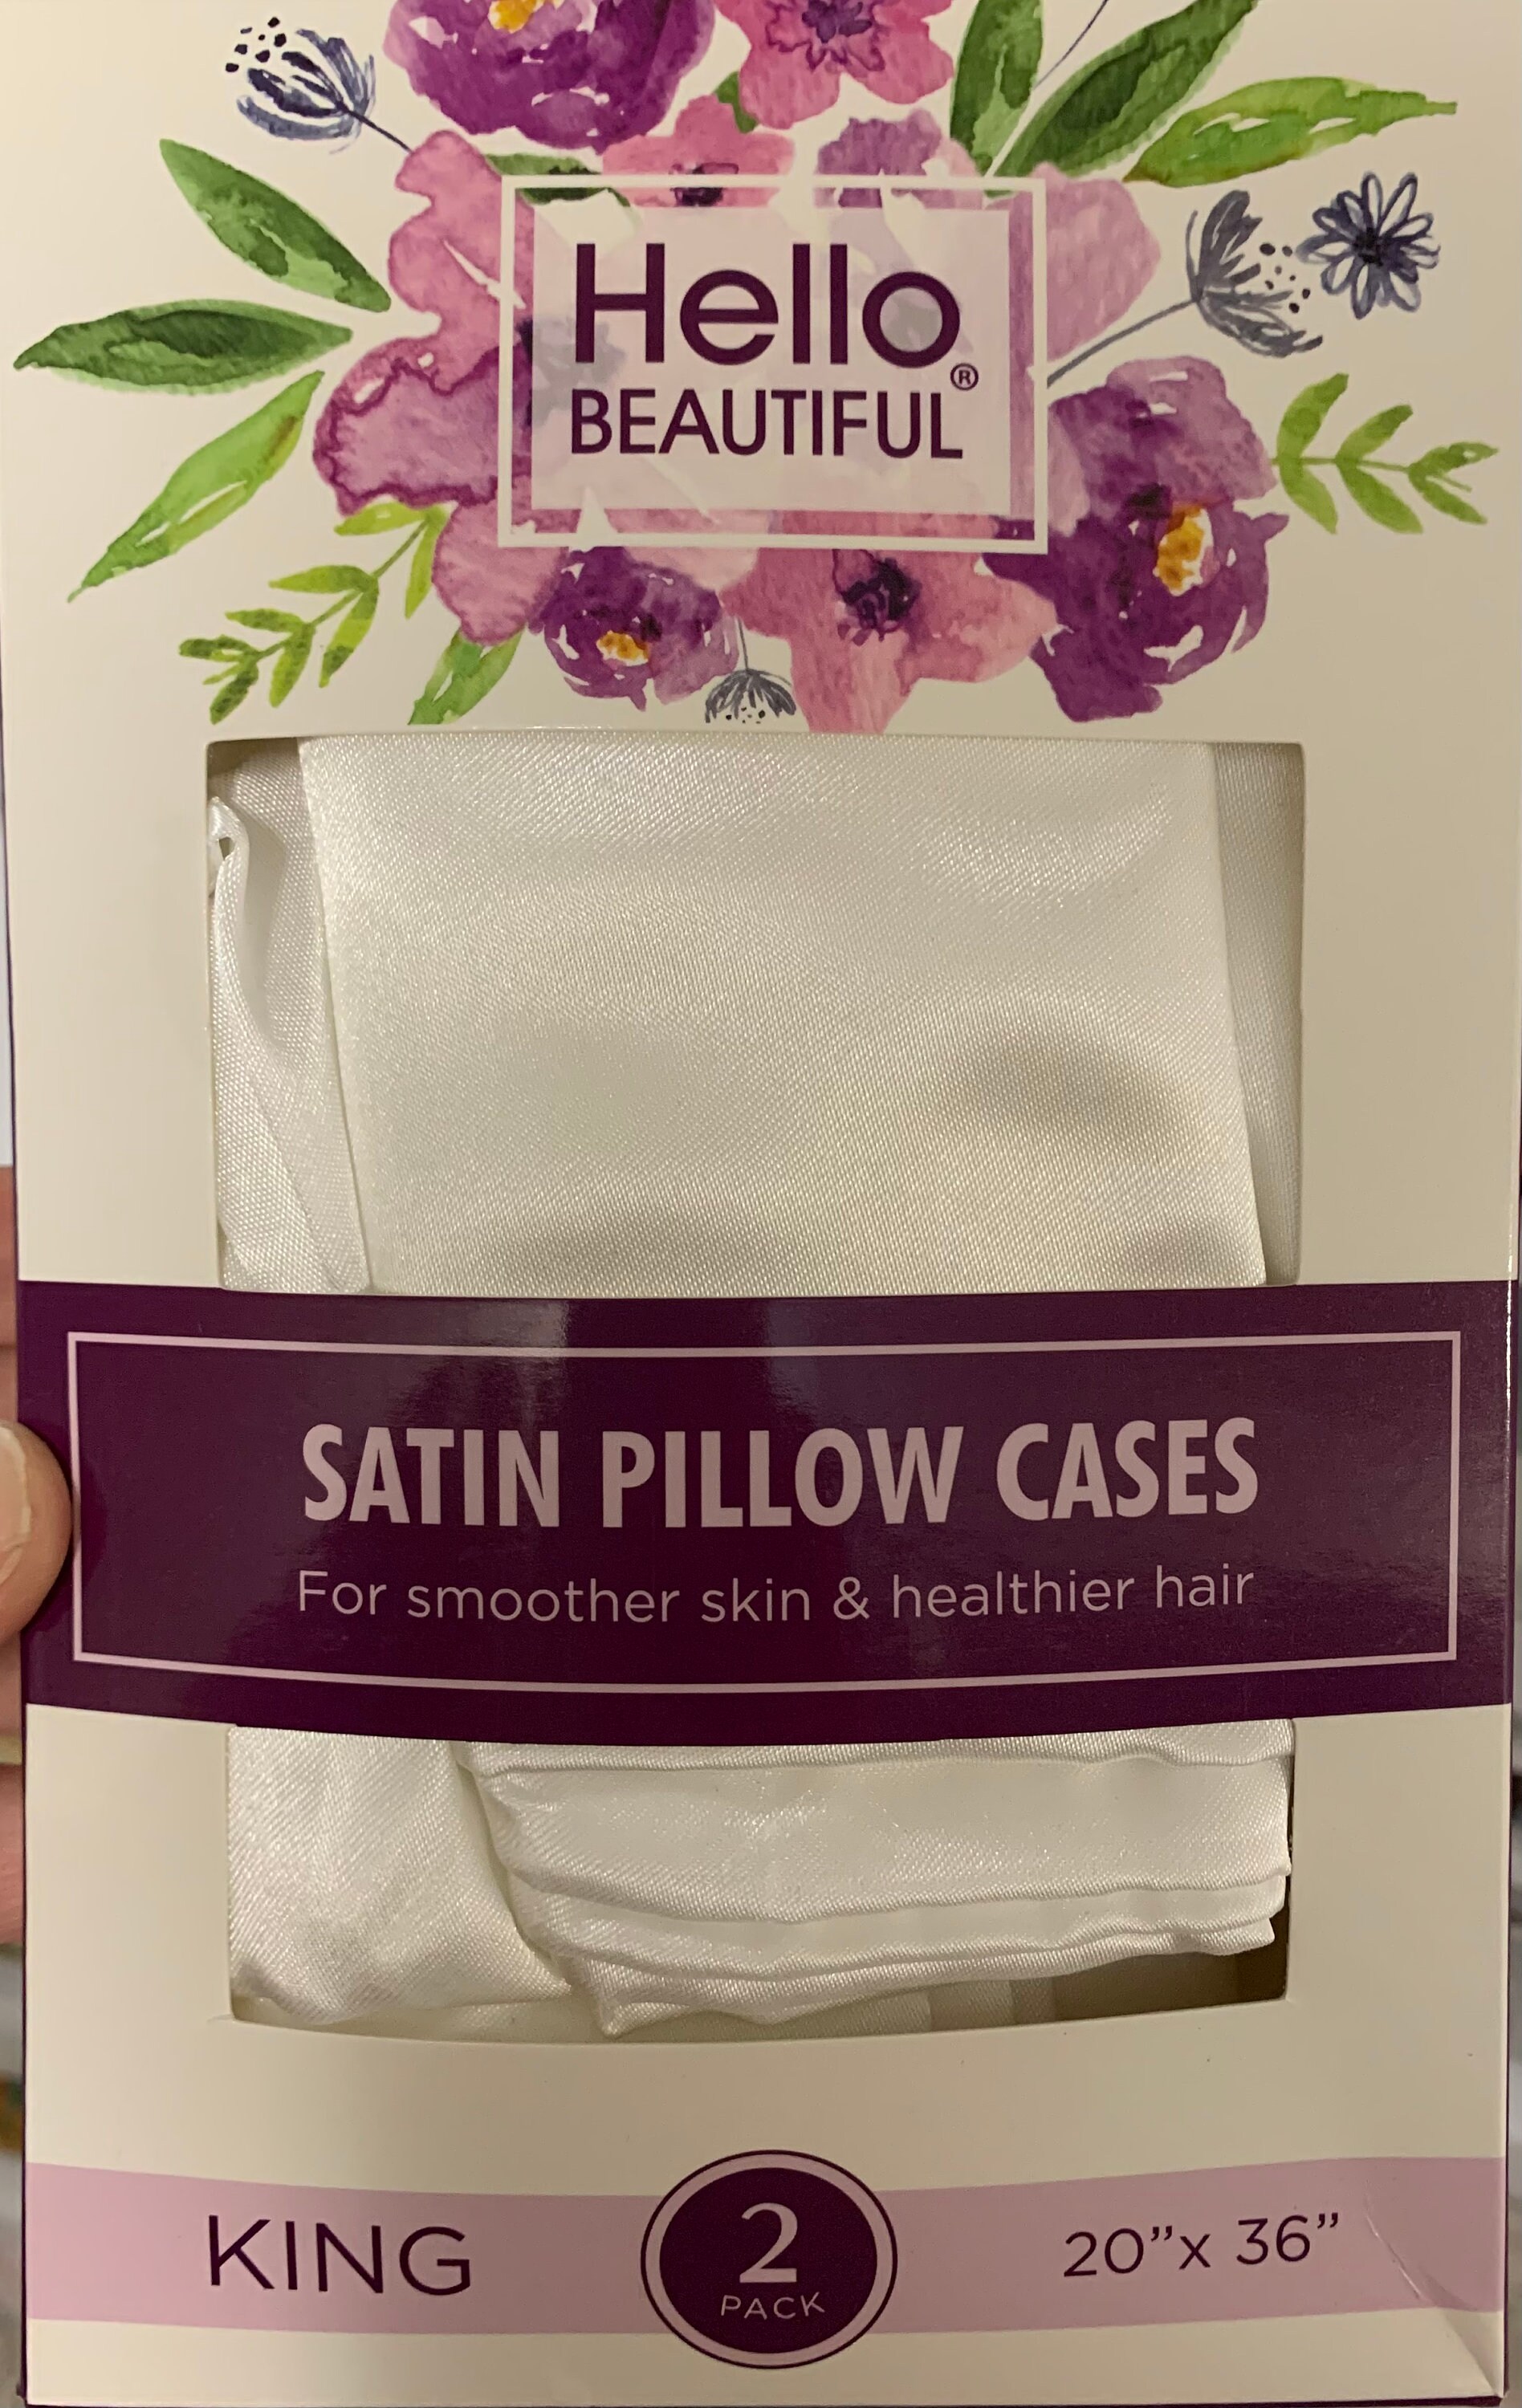 Hello
BEAUTIFUL®
SATIN PILLOW CASES
For smoother skin & healthier hair
KING
2
PACK
20”x 36”